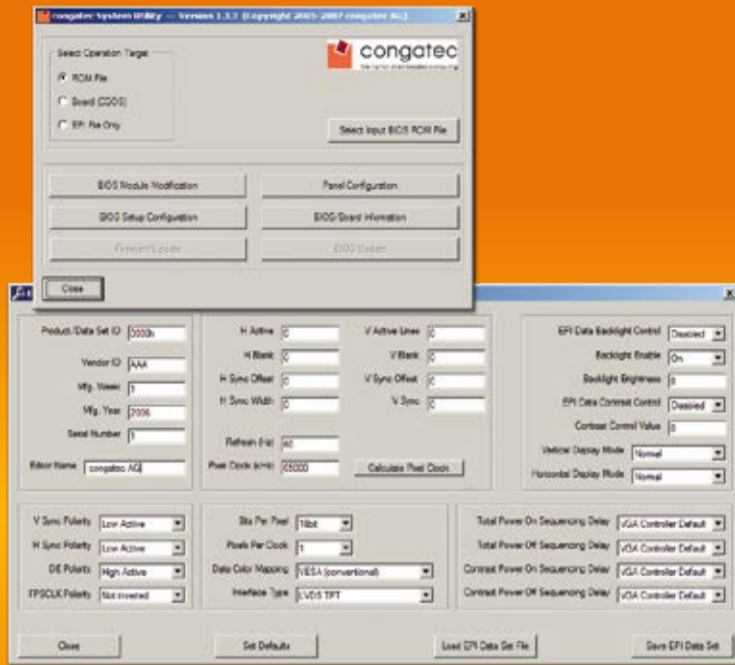 congatec System Utility -- Version 1.3.3 (Copyright 2005-2007 congatec AG)
Select Operation Target
ROM File
Board (CGOS)
EPI File Only
congatec
Select Input BIOS ROM File
BIOS Module Modification
Panel Configuration
BIOS Setup Configuration
BIOS/Board Information
Firmware Update
BIOS Update
Close
Product/Data Set ID 0000h
Vendor ID AAA
Mfg. Week 1
Mfg. Year 2006
Serial Number 1
Editor Name congatec AG
H Active 0
V Active Lines 0
H Blank 0
V Blank 0
H Sync Offset 0
V Sync Offset 0
H Sync Width 0
V Sync 0
Refresh (Hz) 60
Pixel Clock (kHz) 65000
Calculate Pixel Clock
EPI Data Backlight Control Disabled
Backlight Enable On
Backlight Brightness 0
EPI Data Contrast Control Disabled
Contrast Control Value 0
Vertical Display Mode Normal
Horizontal Display Mode Normal
V Sync Polarity Low Active
H Sync Polarity Low Active
DE Polarity High Active
FPSCLK Polarity Not Inverted
Bits Per Pixel 18bit
Pixels Per Clock 1
Data Color Mapping VESA (conventional)
Interface Type LVDS TFT
Total Power On Sequencing Delay VGA Controller Default
Total Power Off Sequencing Delay VGA Controller Default
Contrast Power On Sequencing Delay VGA Controller Default
Contrast Power Off Sequencing Delay VGA Controller Default
Close
Set Defaults
Load EPI Data Set File
Save EPI Data Set